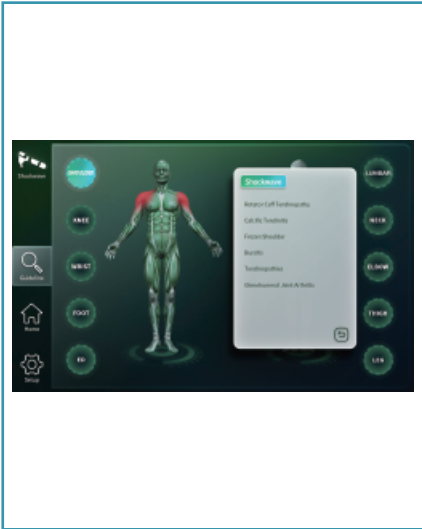 Shockwave
SHOULDER
KNEE
WRIST
FOOT
ED
Guideline
Home
Setup
Shockwave
Rotator Cuff Tendinopathy
Calcific Tendinitis
Frozen Shoulder
Bursitis
Tendinopathies
Joint Arthritis
LUMBAR
NECK
ELBOW
THIGH
LEG